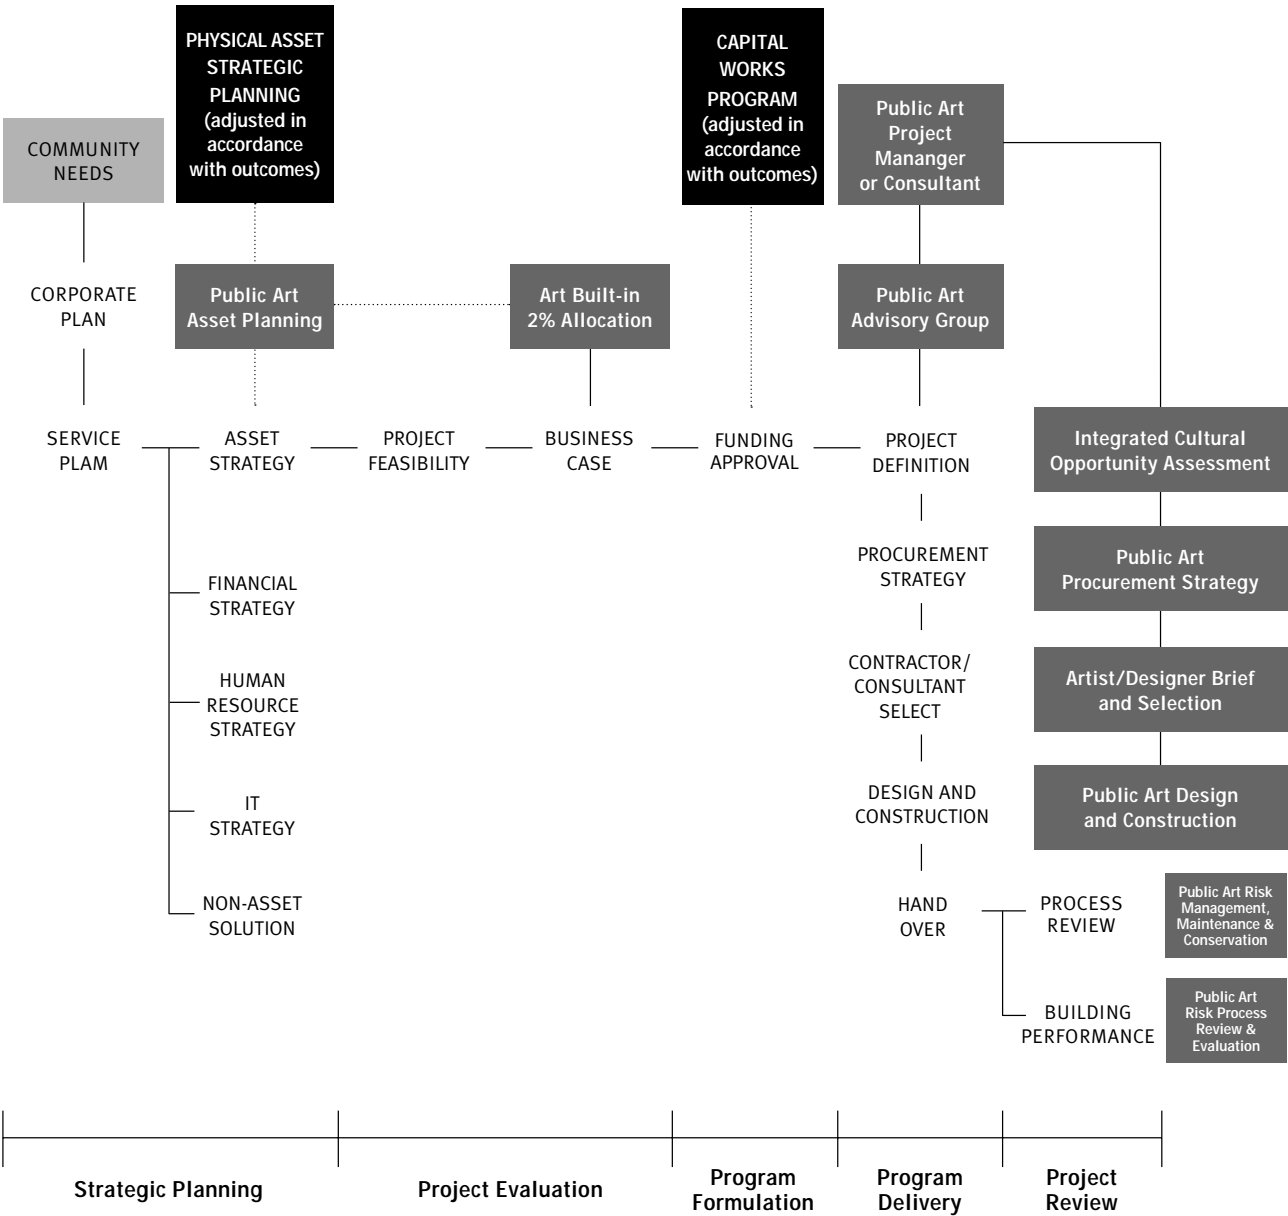 PHYSICAL ASSET
STRATEGIC
PLANNING
(adjusted in
accordance
with outcomes)
CAPITAL
WORKS
PROGRAM
(adjusted in
accordance
with outcomes)
Public Art
Project
Mananger
or Consultant
COMMUNITY
NEEDS
CORPORATE
PLAN
Public Art
Asset Planning
Art Built-in
2% Allocation
Public Art
Advisory Group
SERVICE
PLAM
ASSET
STRATEGY
PROJECT
FEASIBILITY
BUSINESS
CASE
FUNDING
APPROVAL
PROJECT
DEFINITION
Integrated Cultural
Opportunity Assessment
FINANCIAL
STRATEGY
PROCUREMENT
STRATEGY
Public Art
Procurement Strategy
HUMAN
RESOURCE
STRATEGY
CONTRACTOR/
CONSULTANT
SELECT
Artist/Designer Brief
and Selection
IT
STRATEGY
DESIGN AND
CONSTRUCTION
Public Art Design
and Construction
NON-ASSET
SOLUTION
HAND
OVER
PROCESS
REVIEW
Public Art Risk
Management,
Maintenance &
Conservation
BUILDING
PERFORMANCE
Public Art
Risk Process
Review &
Evaluation
Strategic Planning
Project Evaluation
Program
Formulation
Program
Delivery
Project
Review